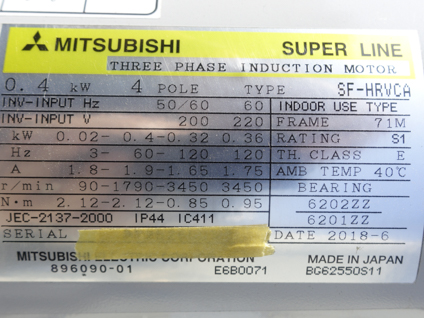 MITSUBISHI SUPER LINE
THREE PHASE INDUCTION MOTOR
0.4 kW 4 POLE TYPE SF-HRVCA
INV-INPUT Hz 50/60 60 INDOOR USE TYPE
INV-INPUT V 200 220 FRAME 71M
kW 0.02- 0.4-0.32 0.36 RATING S1
Hz 3- 60-120 120 TH. CLASS E
A 1.8- 1.9-1.65 1.75 AMB TEMP 40℃
r/min 90-1790-3450 3450 BEARING
N·m 2.12-2.12-0.85 0.95 6202ZZ
JEC-2137-2000 IP44 IC411 6201ZZ
SERIAL DATE 2018-6
MITSUBISHI ELECTRIC CORPORATION MADE IN JAPAN
896090-01 E6B0071 BG62550S11